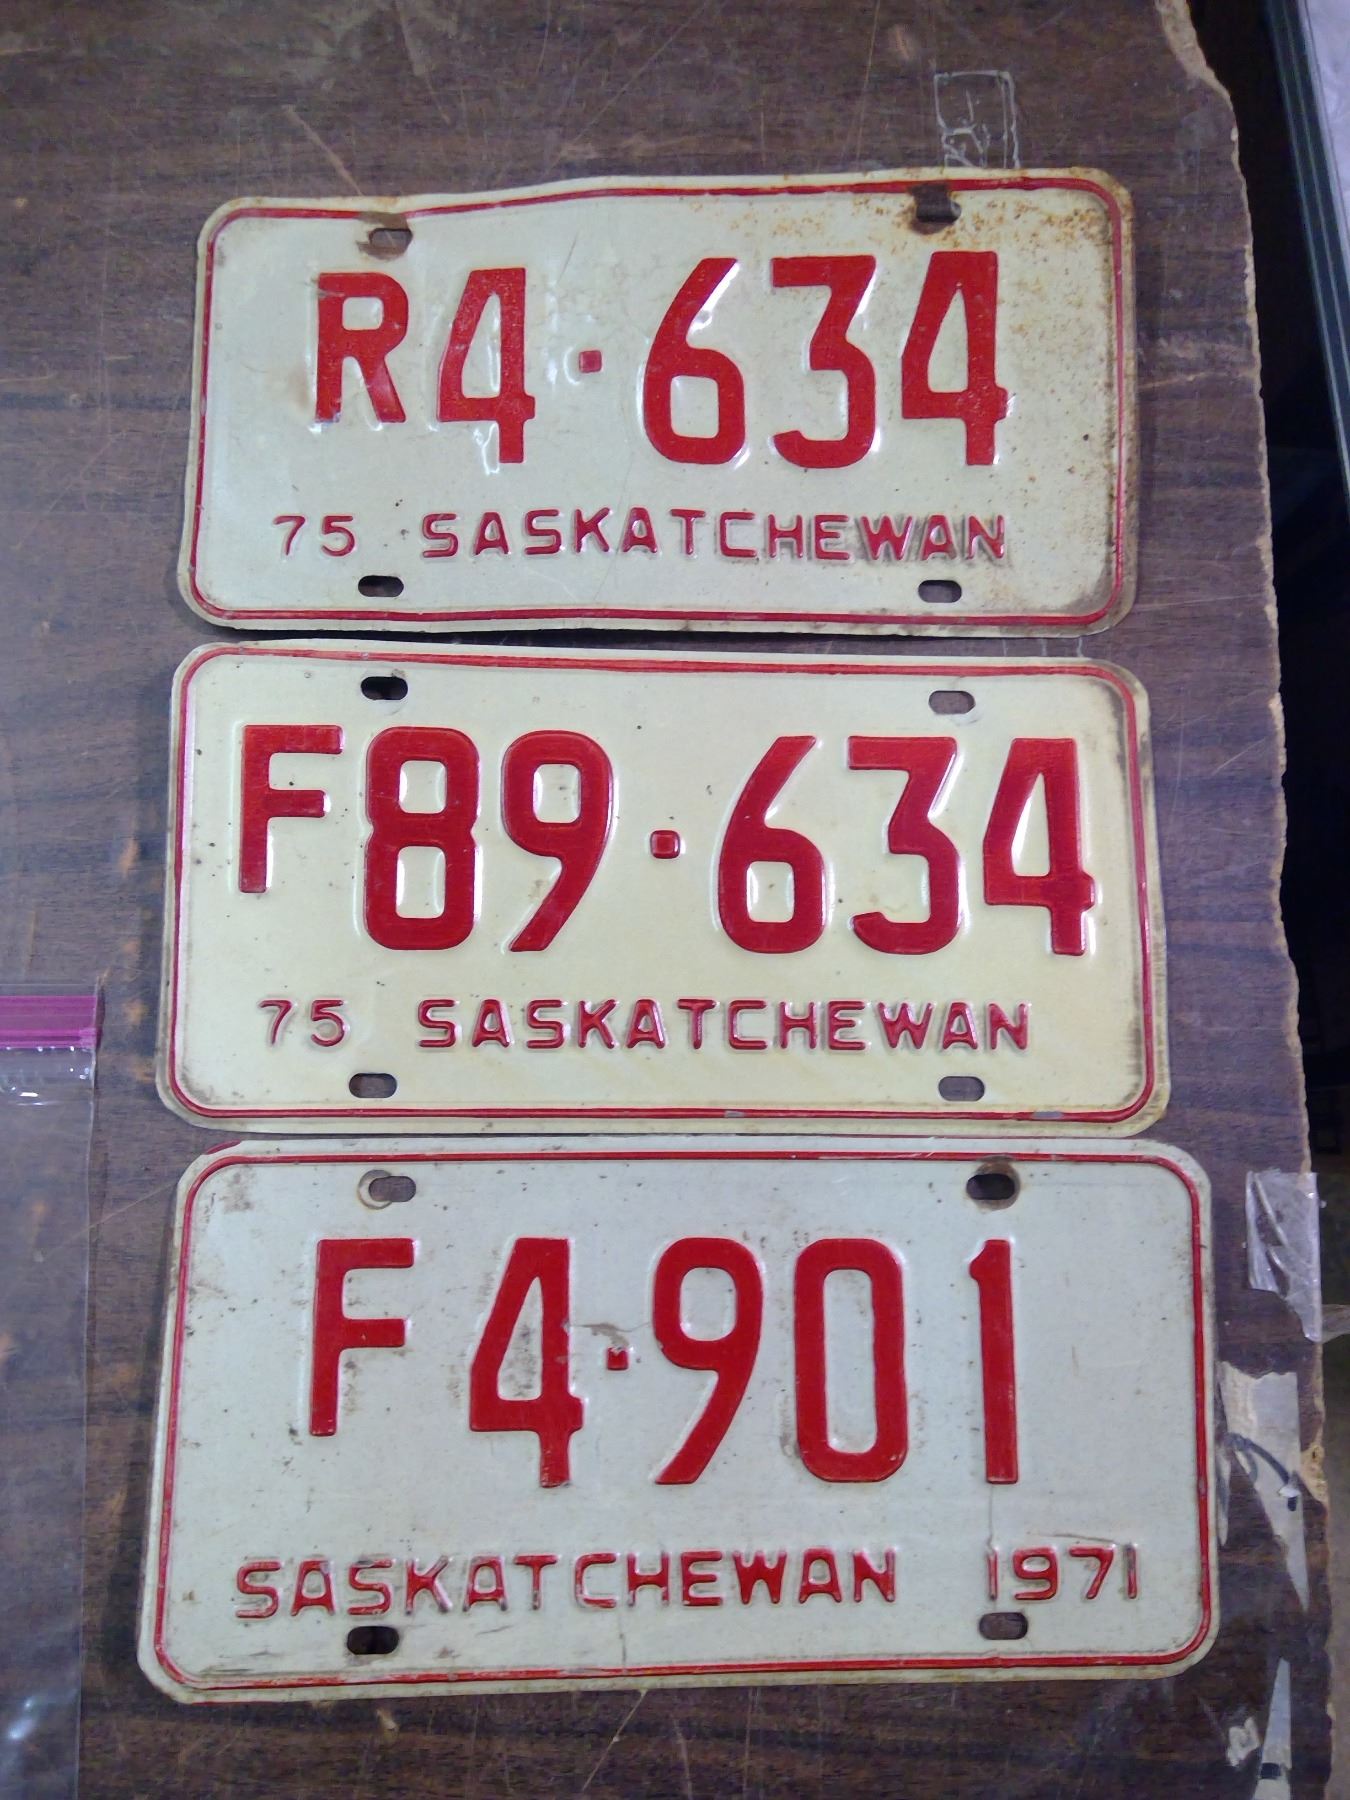 R4·634
75 SASKATCHEWAN
F89·634
75 SASKATCHEWAN
F4·901
SASKATCHEWAN 1971